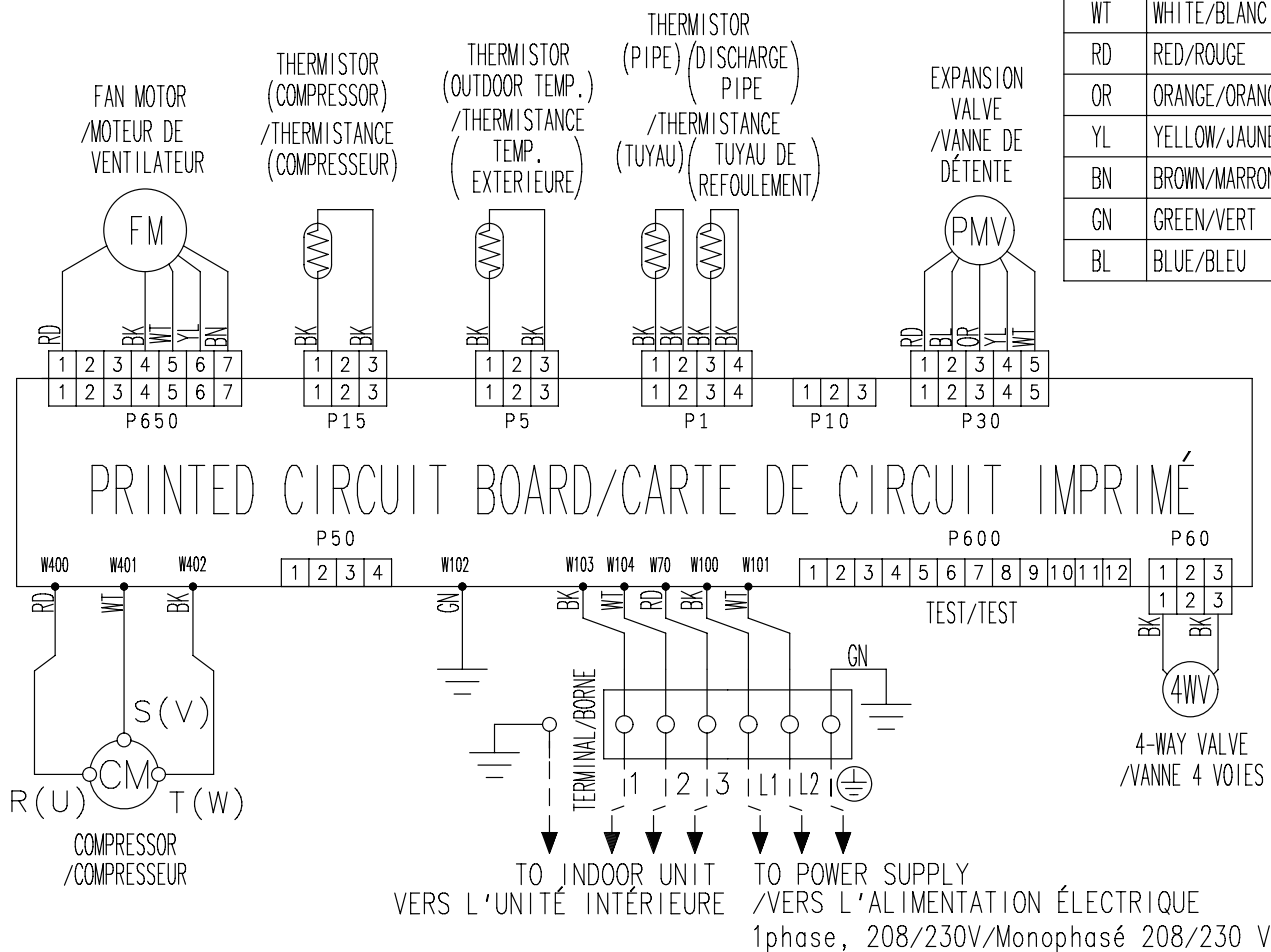 WT WHITE/BLANC
RD RED/ROUGE
OR
YL
BN
GN GREEN/VERT
BL BLUE/BLEU
FAN MOTOR
/MOTEUR DE
VENTILATEUR
THERMISTOR
(COMPRESSOR)
/THERMISTANCE
(COMPRESSEUR)
THERMISTOR
(OUTDOOR TEMP.)
/THERMISTANCE
(TEMP.
EXTERIEURE)
THERMISTOR
(PIPE) (DISCHARGE
PIPE)
/THERMISTANCE
(TUYAU) (TUYAU DE
REFOULEMENT)
EXPANSION
VALVE
/VANNE DE
DÉTENTE
FM
PMV
RD BK WT YL BN
BK BK
BK BK
BK BK BK BK
RD BL OR YL WT
1 2 3 4 5 6 7
1 2 3
1 2 3
1 2 3 4
1 2 3 4 5
1 2 3 4 5 6 7
1 2 3
1 2 3
1 2 3 4
1 2 3
1 2 3 4 5
P650 P15 P5 P1 P10 P30
PRINTED CIRCUIT BOARD/CARTE DE CIRCUIT IMPRIMÉ
P50 P600 P60
W400 W401 W402
1 2 3 4
W102
W103 W104 W70 W100 W101
1 2 3 4 5 6 7 8 9 10 11 12
1 2 3
1 2 3
RD WT BK
GN
BK WT RD BK WT
TEST/TEST
BK BK
4WV
4-WAY VALVE
/VANNE 4 VOIES
GN
TERMINAL/BORNE
1 2 3 L1 L2
S(V)
CM
R(U) T(W)
COMPRESSOR
/COMPRESSEUR
TO INDOOR UNIT
VERS L'UNITÉ INTÉRIEURE
TO POWER SUPPLY
/VERS L'ALIMENTATION ÉLECTRIQUE
1phase, 208/230V/Monophasé 208/230 V